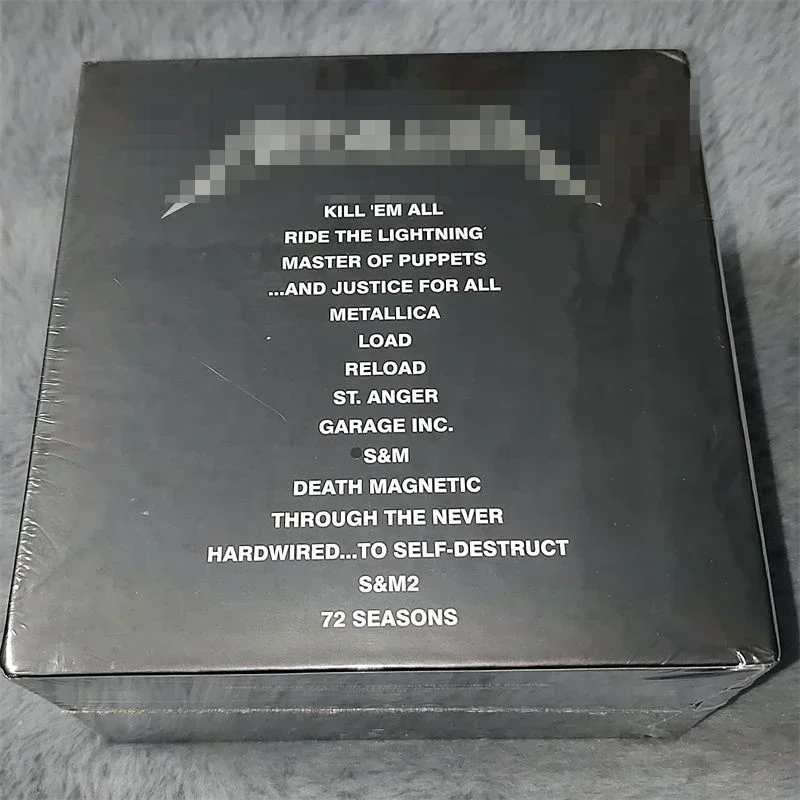 KILL 'EM ALL
RIDE THE LIGHTNING
MASTER OF PUPPETS
...AND JUSTICE FOR ALL
METALLICA
LOAD
RELOAD
ST. ANGER
GARAGE INC.
S&M
DEATH MAGNETIC
THROUGH THE NEVER
HARDWIRED...TO SELF-DESTRUCT
S&M2
72 SEASONS